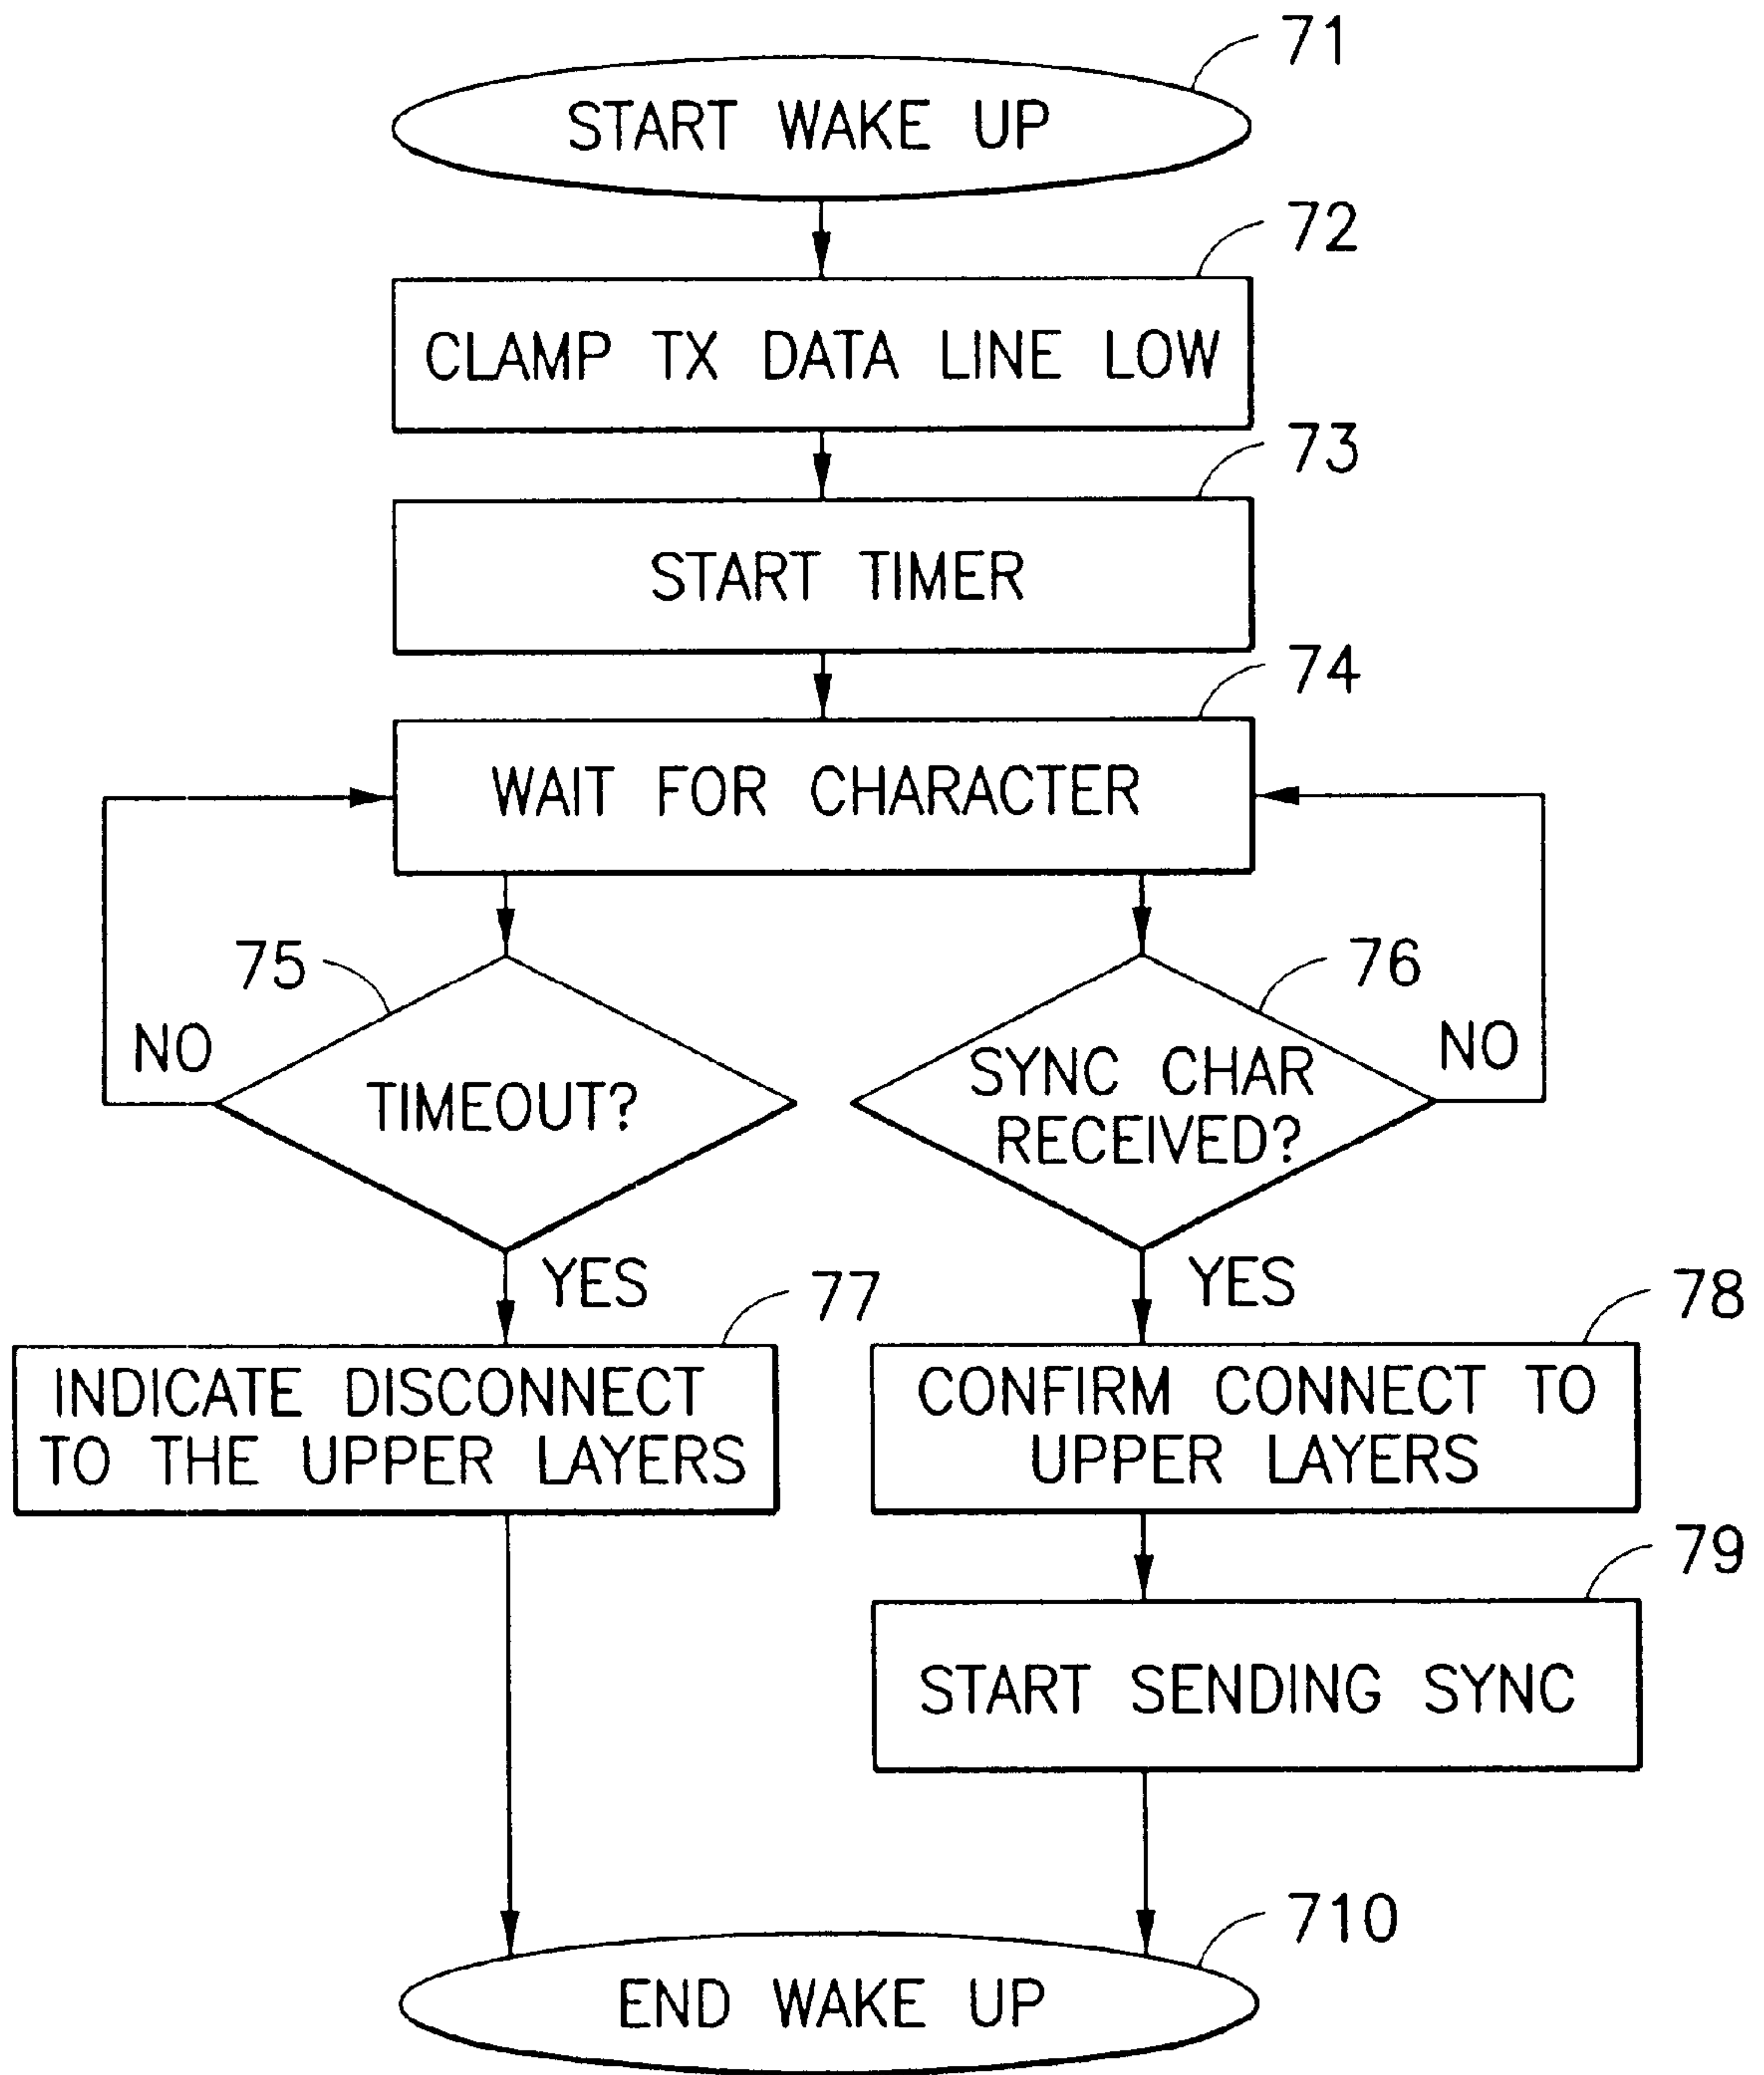 71
START WAKE UP
72
CLAMP TX DATA LINE LOW
73
START TIMER
74
WAIT FOR CHARACTER
75
76
NO
NO
TIMEOUT?
SYNC CHAR
RECEIVED?
YES
YES
77
78
INDICATE DISCONNECT
TO THE UPPER LAYERS
CONFIRM CONNECT TO
UPPER LAYERS
79
START SENDING SYNC
710
END WAKE UP